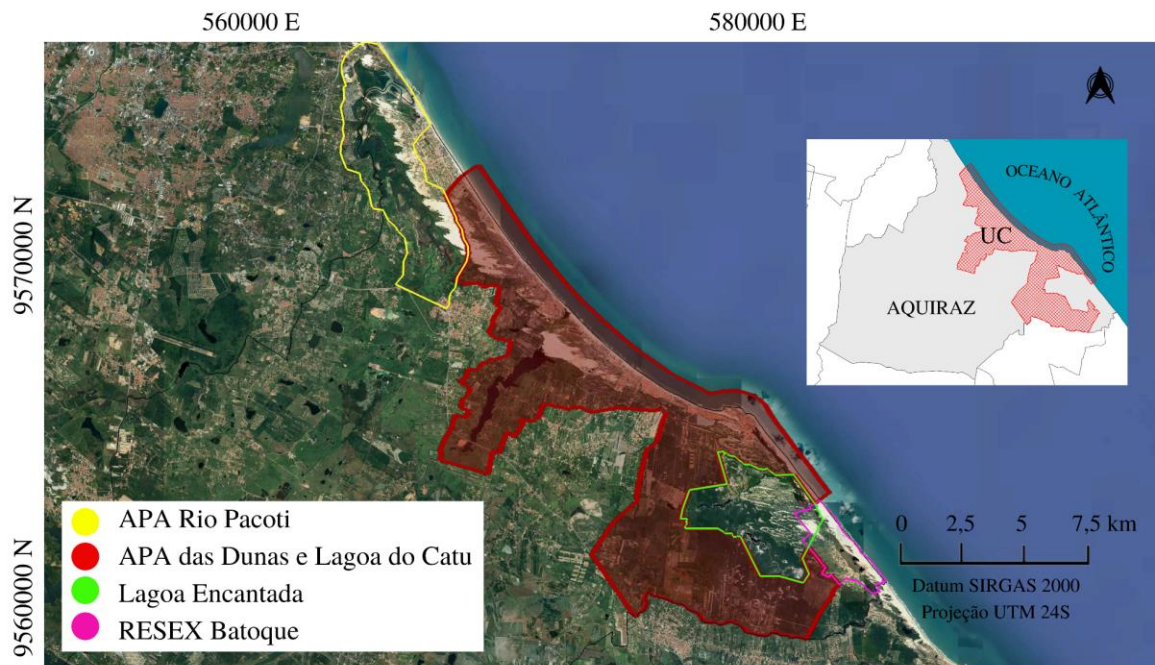 560000 E
580000 E
9570000 N
9560000 N
OCEANO ATLÂNTICO
UC
AQUIRAZ
APA Rio Pacoti
APA das Dunas e Lagoa do Catu
Lagoa Encantada
RESEX Batoque
0 2,5 5 7,5 km
Datum SIRGAS 2000
Projeção UTM 24S